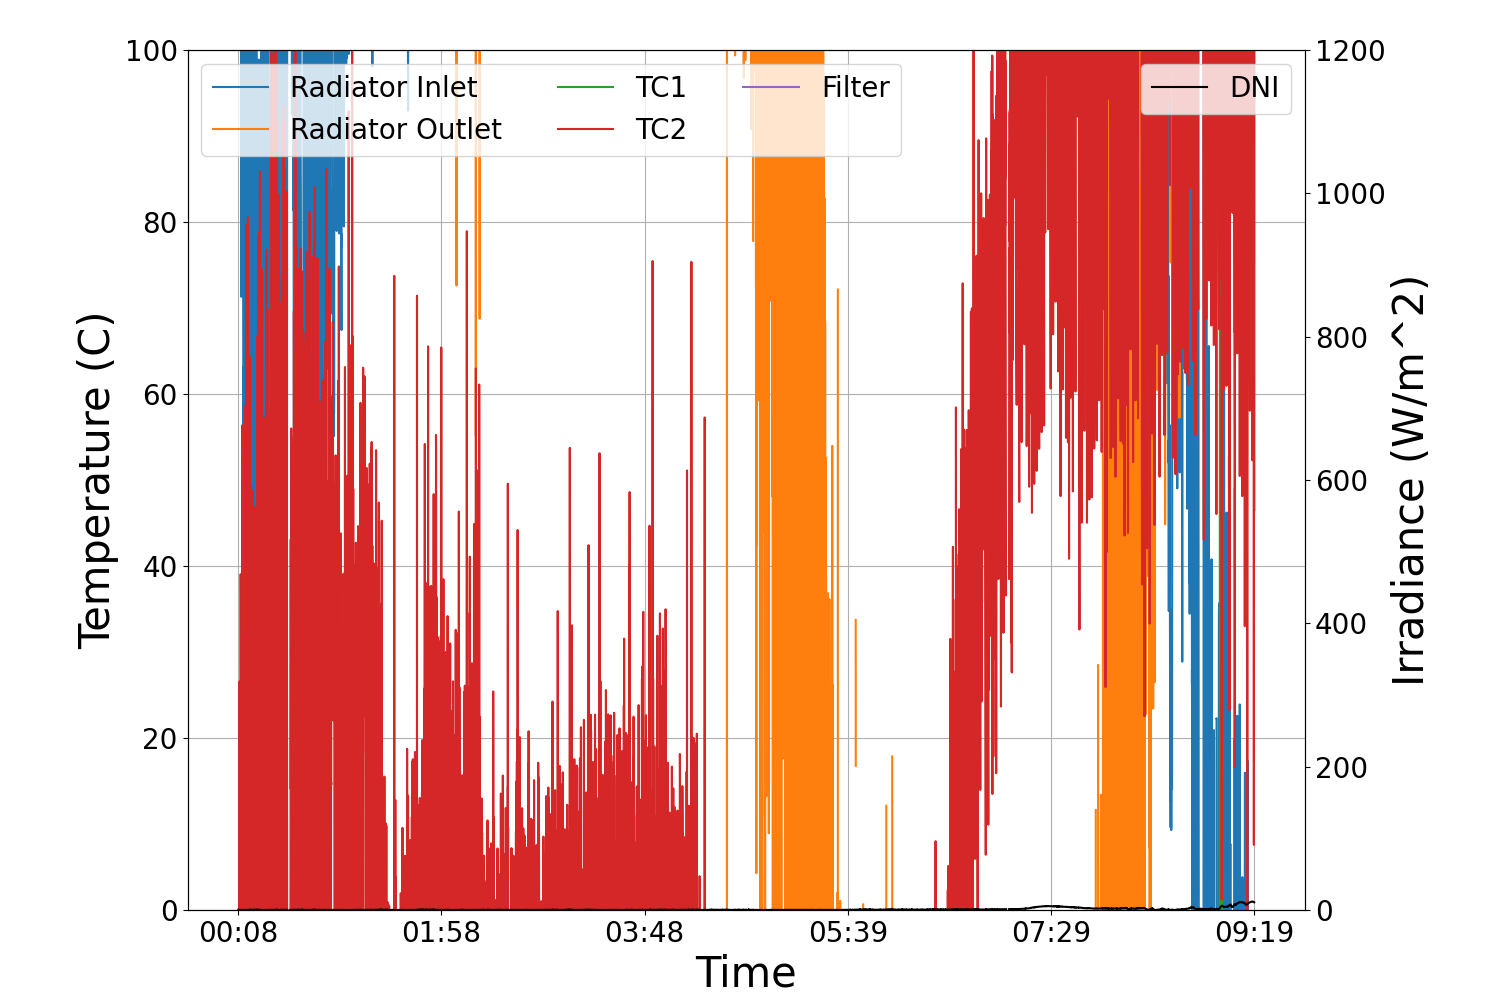 100
80
60
40
20
0
Temperature (C)
Radiator Inlet
Radiator Outlet
TC1
TC2
Filter
DNI
1200
1000
800
600
400
200
0
Irradiance (W/m^2)
00:08 01:58 03:48 05:39 07:29 09:19
Time